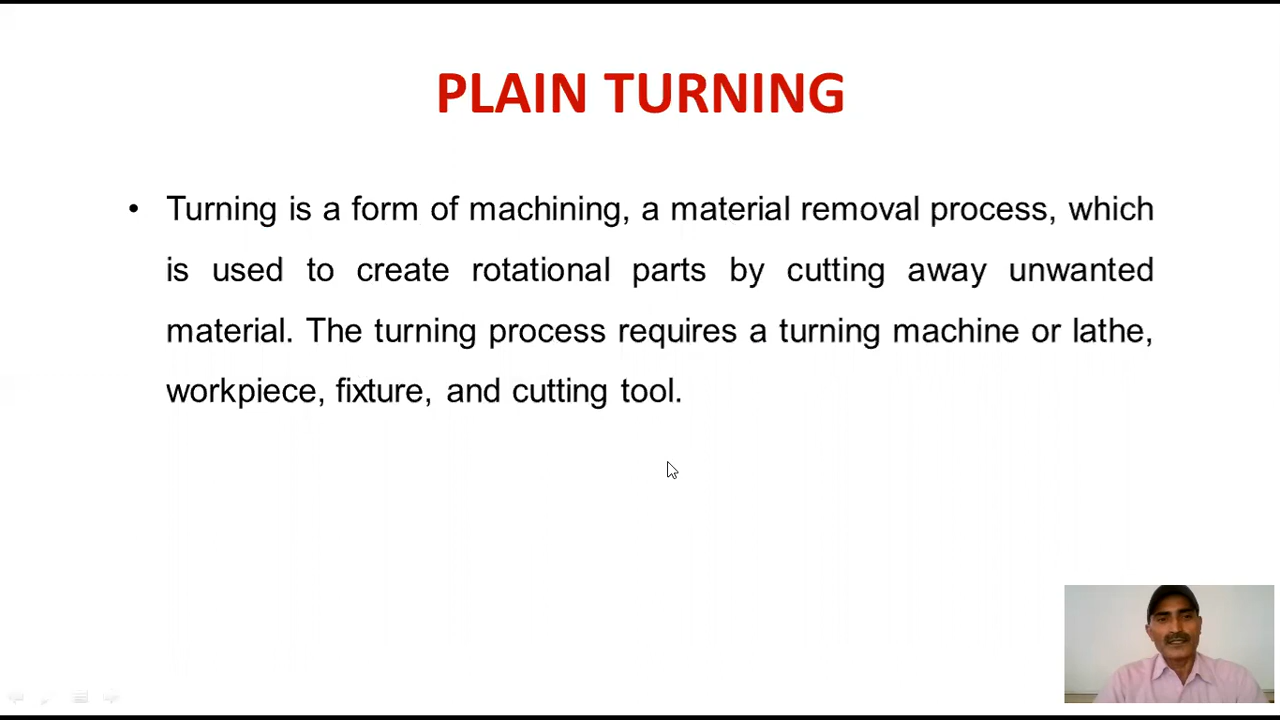 PLAIN TURNING
• Turning is a form of machining, a material removal process, which
is used to create rotational parts by cutting away unwanted
material. The turning process requires a turning machine or lathe,
workpiece, fixture, and cutting tool.